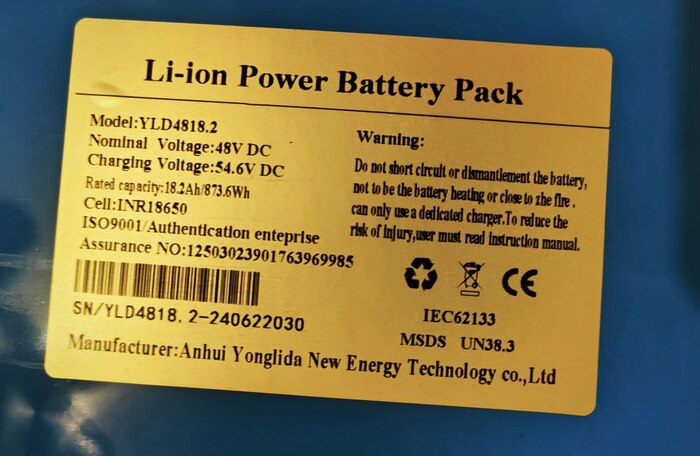 Li-ion Power Battery Pack
Model:YLD4818.2
Nominal Voltage:48V DC
Charging Voltage:54.6V DC
Rated capacity:18.2Ah/873.6Wh
Cell:INR18650
ISO9001/Authentication enteprise
Assurance NO:12503023901763969985
SN/YLD4818.2-240622030
Warning:
Do not short circuit or dismantlement the battery,
not to be the battery heating or close to zhe fire ,
can only use a dedicated charger.To reduce the
risk of injury,user must read instruction manual.
CE
IEC62133
MSDS UN38.3
Manufacturer:Anhui Yonglida New Energy Technology co.,Ltd